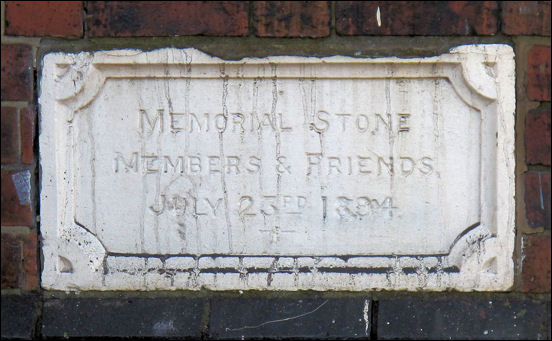 MEMORIAL STONE
MEMBERS & FRIENDS.
JULY 23RD 1894.